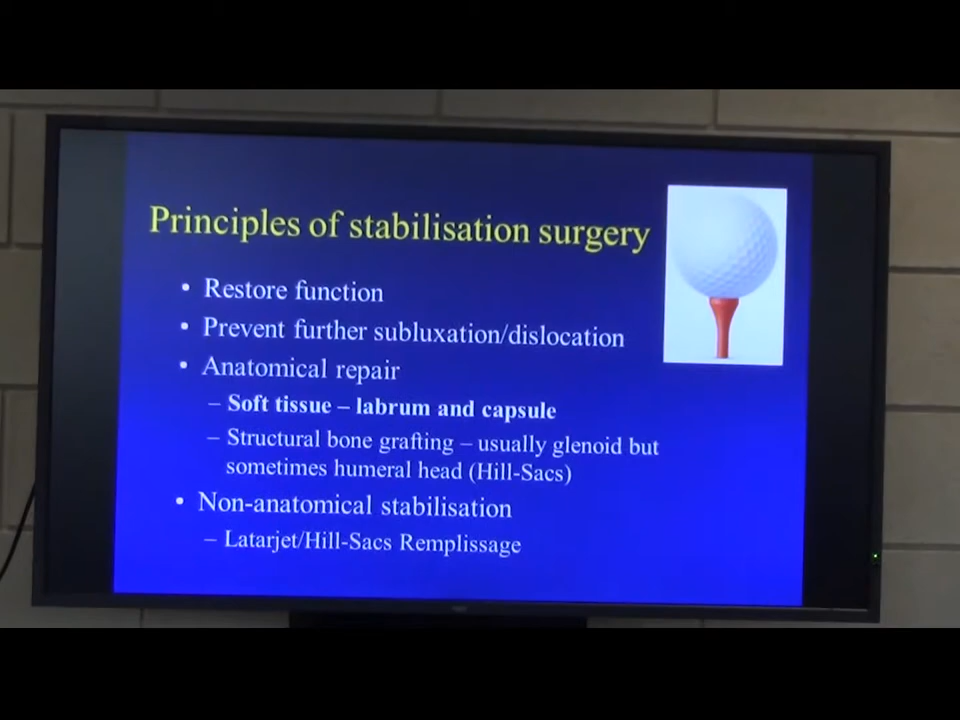 Principles of stabilisation surgery
• Restore function
• Prevent further subluxation/dislocation
• Anatomical repair
– Soft tissue – labrum and capsule
– Structural bone grafting – usually glenoid but
sometimes humeral head (Hill-Sacs)
• Non-anatomical stabilisation
– Latarjet/Hill-Sacs Remplissage